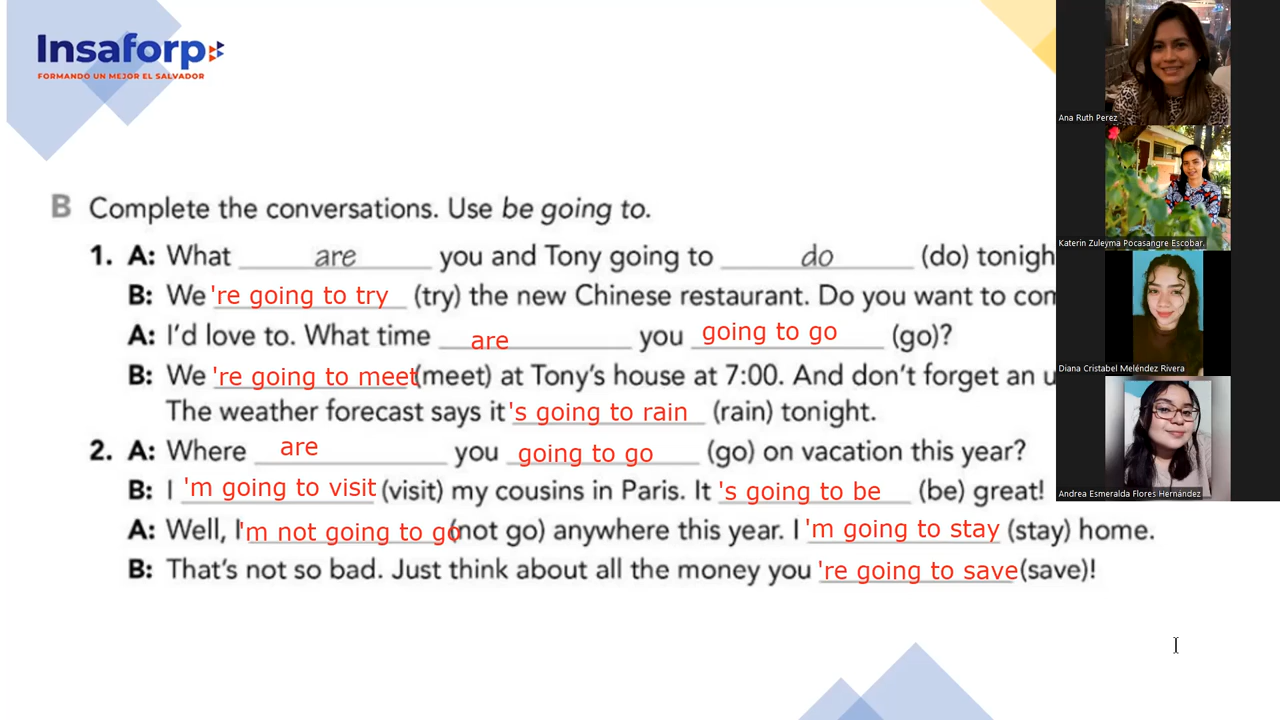 Insaforp
FORMANDO UN MEJOR EL SALVADOR
Ana Ruth Perez
Katerin Zuleyma Pocasangre Escobar.
Diana Cristabel Meléndez Rivera
Andrea Esmeralda Flores Hernández
B Complete the conversations. Use be going to.
1. A: What are you and Tony going to do (do) tonigh
B: We 're going to try (try) the new Chinese restaurant. Do you want to con
A: I'd love to. What time are you going to go (go)?
B: We 're going to meet (meet) at Tony's house at 7:00. And don't forget an u
The weather forecast says it 's going to rain (rain) tonight.
2. A: Where are you going to go (go) on vacation this year?
B: I 'm going to visit (visit) my cousins in Paris. It 's going to be (be) great!
A: Well, I 'm not going to go (not go) anywhere this year. I 'm going to stay (stay) home.
B: That's not so bad. Just think about all the money you 're going to save (save)!